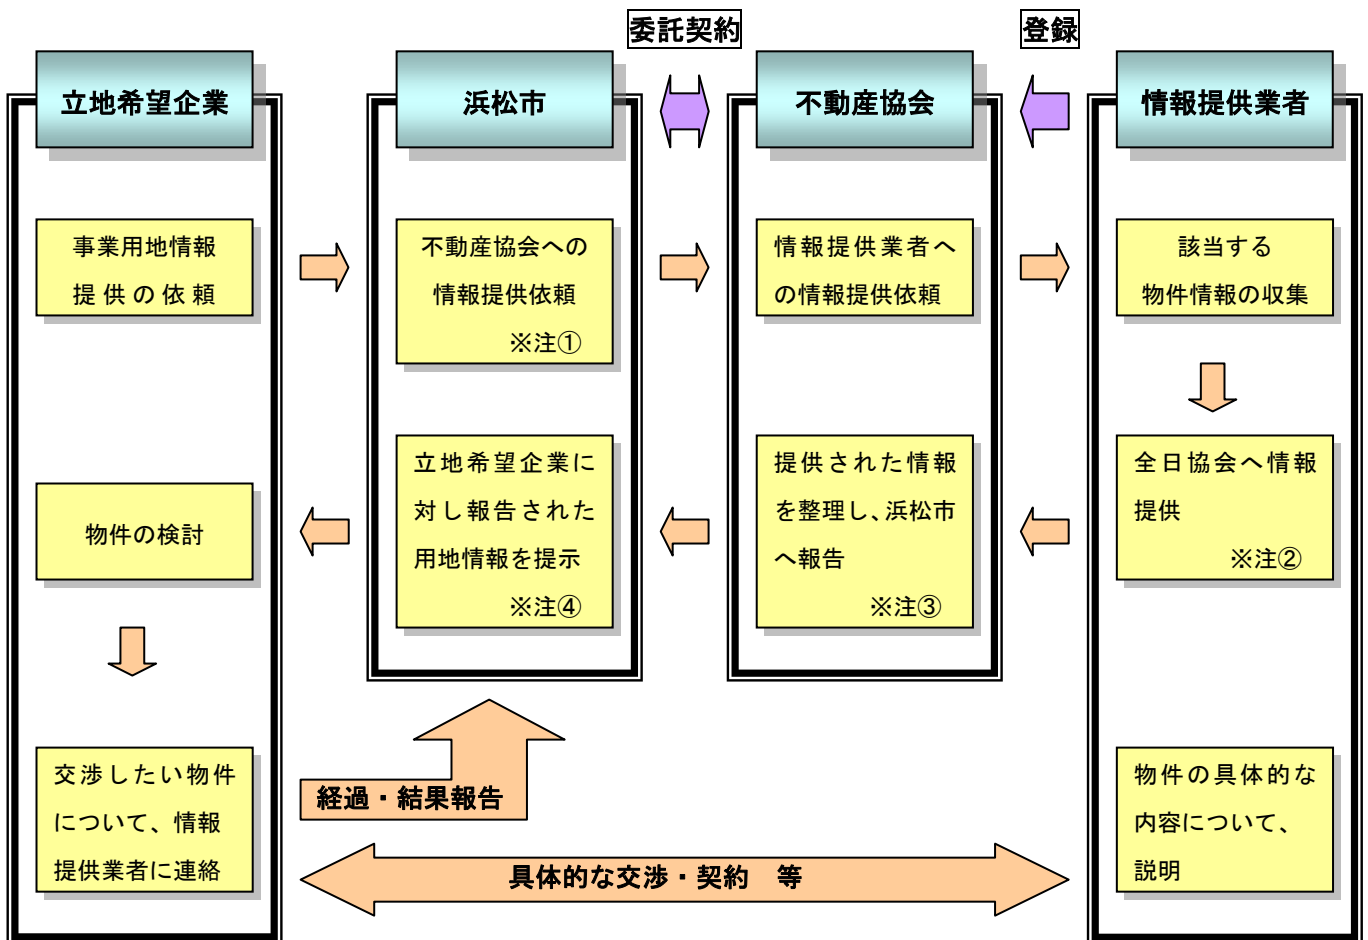 委託契約
登録
立地希望企業
浜松市
不動産協会
情報提供業者
事業用地情報
提供の依頼
不動産協会への
情報提供依頼
※注①
情報提供業者へ
の情報提供依頼
該当する
物件情報の収集
物件の検討
立地希望企業に
対し報告された
用地情報を提示
※注④
提供された情報
を整理し、浜松市
へ報告
※注③
全日協会へ情報
提供
※注②
交渉したい物件
について、情報
提供業者に連絡
経過・結果報告
具体的な交渉・契約　等
物件の具体的な
内容について、
説明